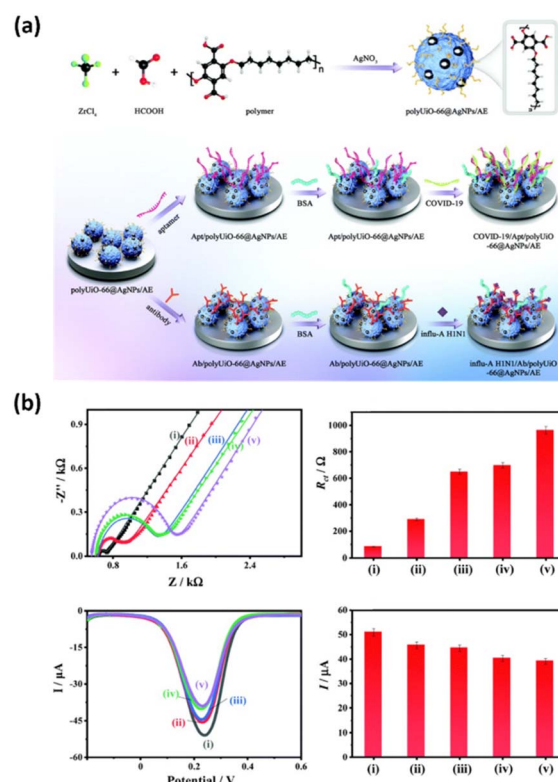 (a)
AgNO₃
ZrCl₄
HCOOH
polymer
polyUiO-66@AgNPs/AE
n
aptamer
BSA
COVID-19
Apt/polyUiO-66@AgNPs/AE
Apt/polyUiO-66@AgNPs/AE
COVID-19/Apt/polyUiO
-66@AgNPs/AE
polyUiO-66@AgNPs/AE
antibody
BSA
influ-A H1N1
Ab/polyUiO-66@AgNPs/AE
Ab/polyUiO-66@AgNPs/AE
influ-A H1N1/Ab/polyUiO
-66@AgNPs/AE
(b)
-Z'' / kΩ
0.9
0.6
0.3
0.0
0.8
1.6
2.4
Z / kΩ
(i)
(ii)
(iii)
(iv)
(v)
Rct / Ω
1000
800
600
400
200
0
(i)
(ii)
(iii)
(iv)
(v)
I / μA
0
-15
-30
-45
-60
0.0
0.2
0.4
0.6
Potential / V
(v)
(iv)
(iii)
(ii)
(i)
I / μA
60
50
40
30
20
10
0
(i)
(ii)
(iii)
(iv)
(v)